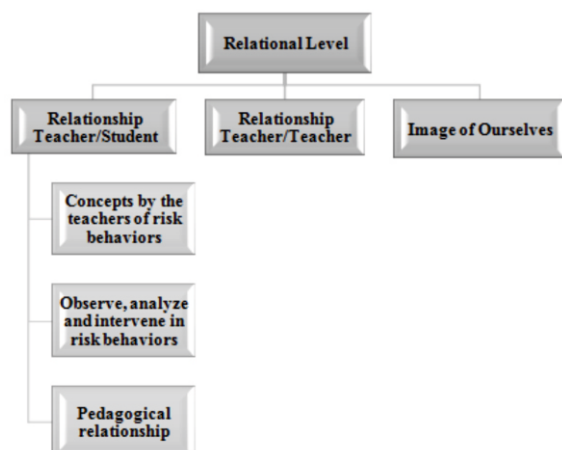 Relational Level
Relationship
Teacher/Student
Relationship
Teacher/Teacher
Image of Ourselves
Concepts by the
teachers of risk
behaviors
Observe, analyze
and intervene in
risk behaviors
Pedagogical
relationship